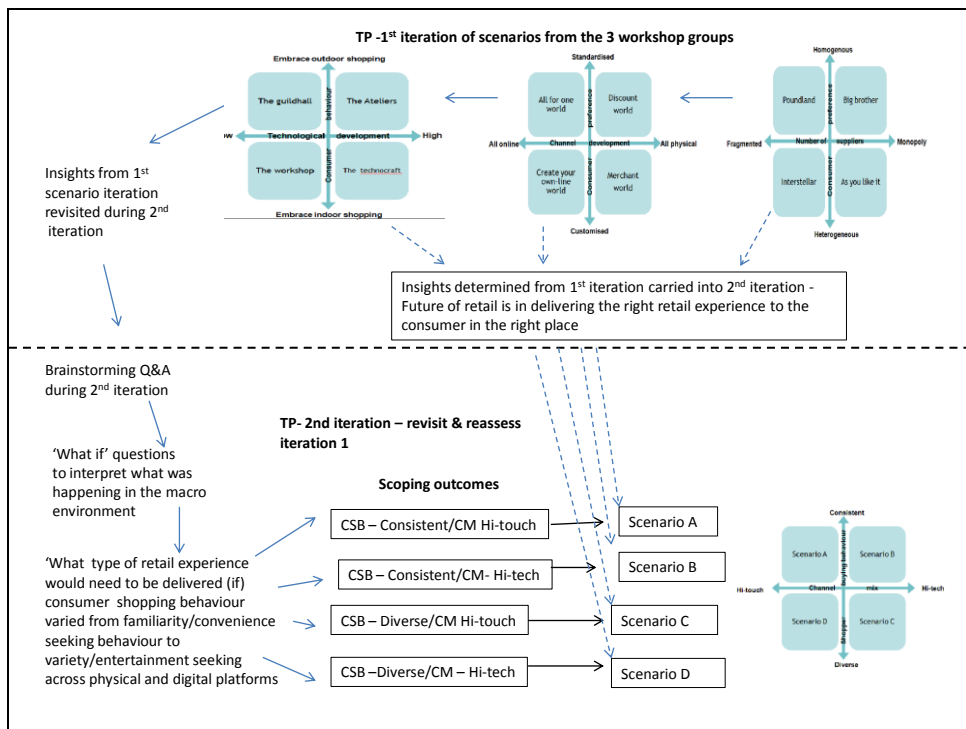 TP -1st iteration of scenarios from the 3 workshop groups
Embrace outdoor shopping
The guildhall
The Ateliers
behaviour
ow
Technological development
High
The workshop
The technocraft
Consumer
Embrace indoor shopping
Standardised
All for one
world
Discount
world
preference
All online
Channel development
All physical
Create your
own-line
world
Merchant
world
Consumer
Customised
Homogenous
Poundland
Big brother
preference
Fragmented
Number of suppliers
Monopoly
Interstellar
As you like it
Consumer
Heterogeneous
Insights from 1st
scenario iteration
revisited during 2nd
iteration
Insights determined from 1st iteration carried into 2nd iteration -
Future of retail is in delivering the right retail experience to the
consumer in the right place
Brainstorming Q&A
during 2nd iteration
TP- 2nd iteration – revisit & reassess
iteration 1
‘What if’ questions
to interpret what was
happening in the macro
environment
Scoping outcomes
‘What type of retail experience
would need to be delivered (if)
consumer shopping behaviour
varied from familiarity/convenience
seeking behaviour to
variety/entertainment seeking
across physical and digital platforms
CSB – Consistent/CM Hi-touch
Scenario A
CSB – Consistent/CM- Hi-tech
Scenario B
CSB – Diverse/CM Hi-touch
Scenario C
CSB –Diverse/CM – Hi-tech
Scenario D
Consistent
Scenario A
Scenario B
buying behaviour
Hi-touch
Channel mix
Hi-tech
Scenario D
Scenario C
Shopper
Diverse